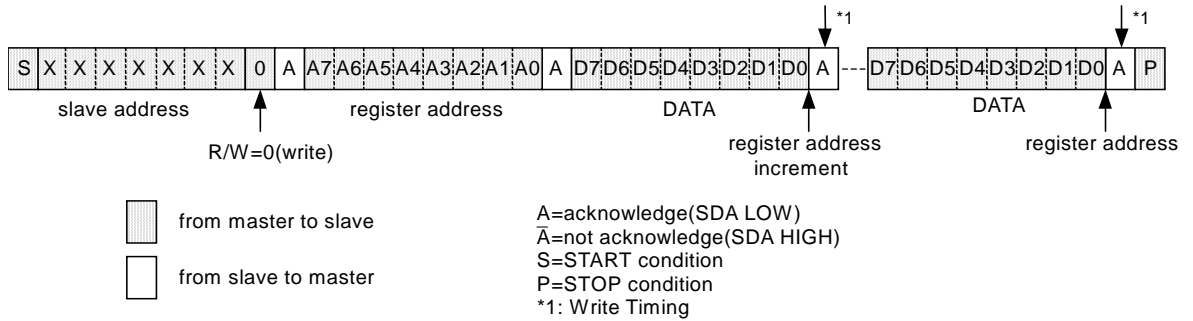 *1 *1
S X X X X X X X 0 A A7 A6 A5 A4 A3 A2 A1 A0 A D7 D6 D5 D4 D3 D2 D1 D0 A D7 D6 D5 D4 D3 D2 D1 D0 A P
slave address register address DATA DATA
R/W=0(write)
register address
increment
register address
from master to slave
from slave to master
A=acknowledge(SDA LOW)
A̅=not acknowledge(SDA HIGH)
S=START condition
P=STOP condition
*1: Write Timing